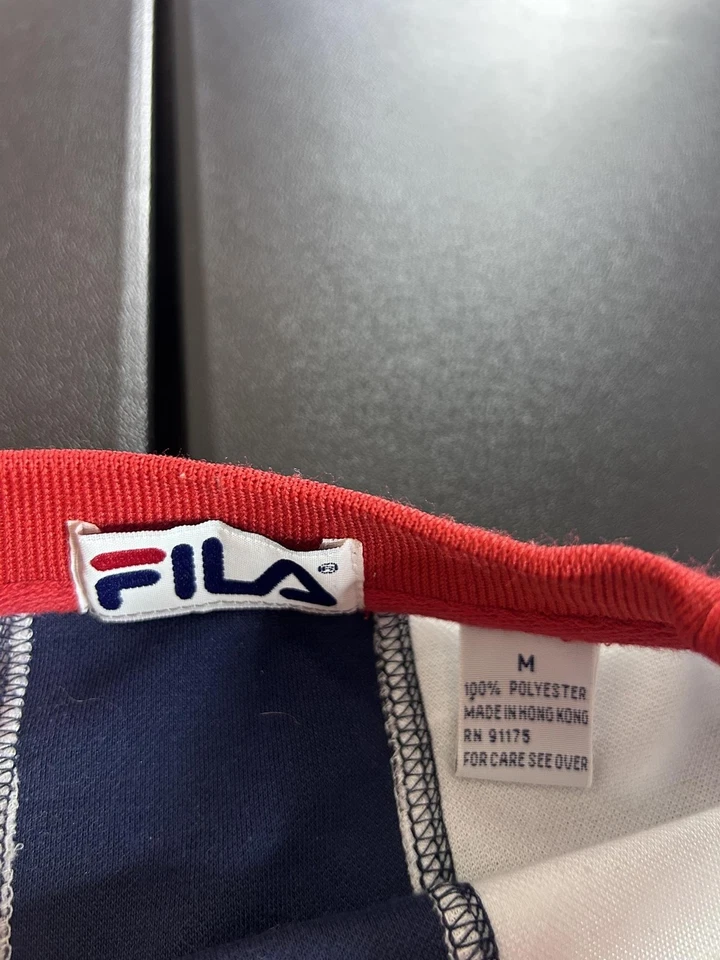 FILA®
M
100% POLYESTER
MADE IN HONG KONG
RN 91175
FOR CARE SEE OVER